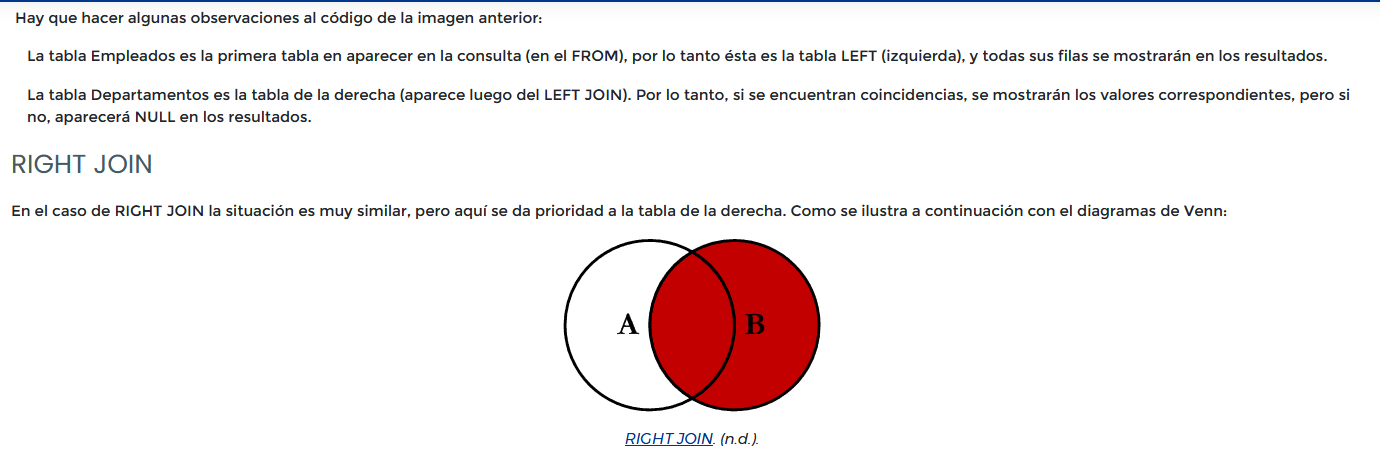 Hay que hacer algunas observaciones al código de la imagen anterior:
La tabla Empleados es la primera tabla en aparecer en la consulta (en el FROM), por lo tanto ésta es la tabla LEFT (izquierda), y todas sus filas se mostrarán en los resultados.
La tabla Departamentos es la tabla de la derecha (aparece luego del LEFT JOIN). Por lo tanto, si se encuentran coincidencias, se mostrarán los valores correspondientes, pero si
no, aparecerá NULL en los resultados.
RIGHT JOIN
En el caso de RIGHT JOIN la situación es muy similar, pero aquí se da prioridad a la tabla de la derecha. Como se ilustra a continuación con el diagramas de Venn:
A B
RIGHT JOIN. (n.d.).